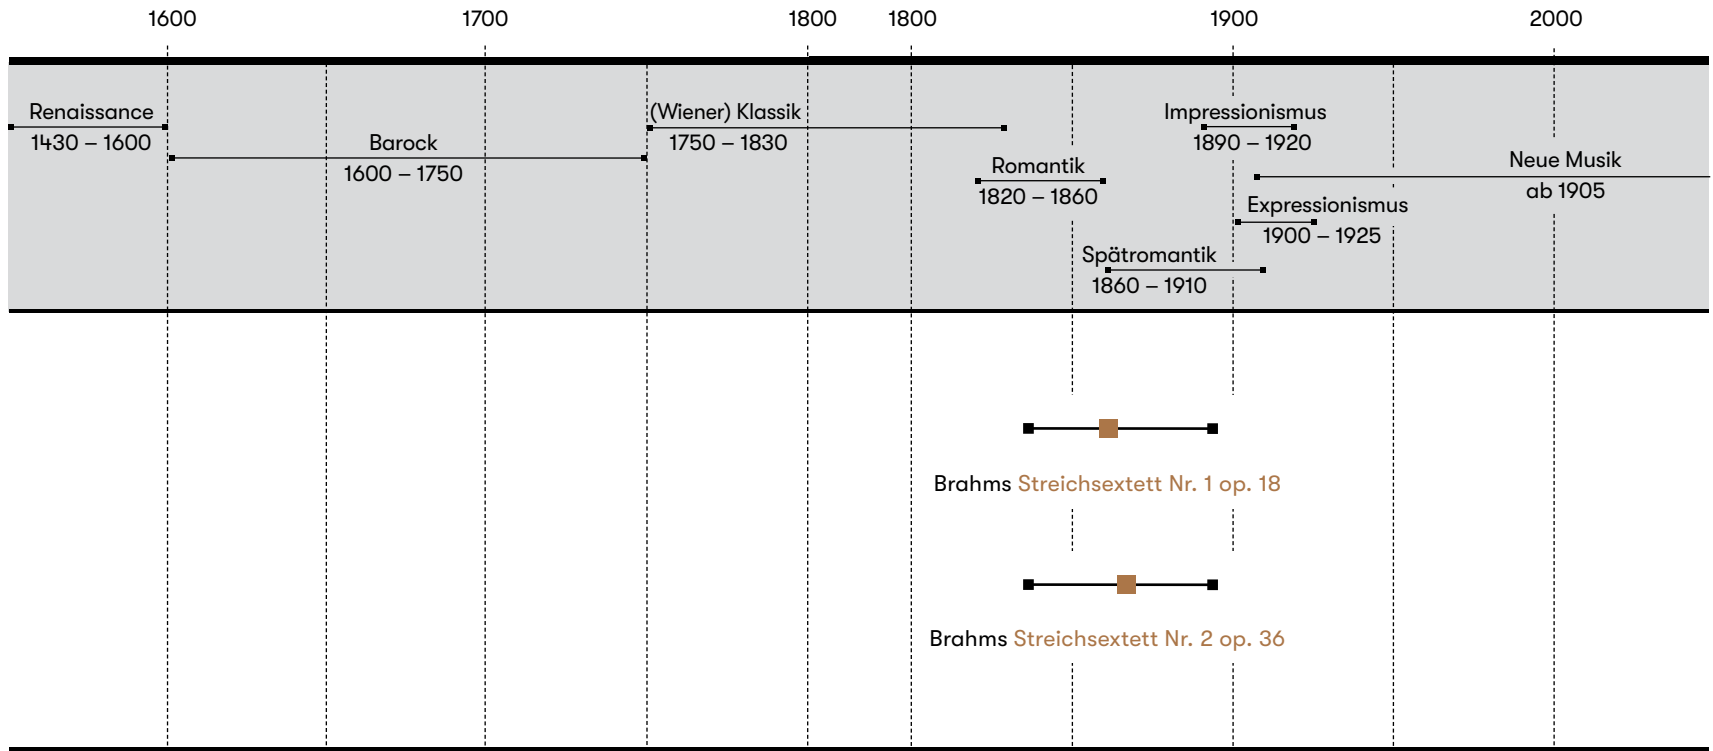 1600 1700 1800 1800 1900 2000
Renaissance
1430 – 1600
Barock
1600 – 1750
(Wiener) Klassik
1750 – 1830
Romantik
1820 – 1860
Spätromantik
1860 – 1910
Impressionismus
1890 – 1920
Expressionismus
1900 – 1925
Neue Musik
ab 1905
Brahms Streichsextett Nr. 1 op. 18
Brahms Streichsextett Nr. 2 op. 36